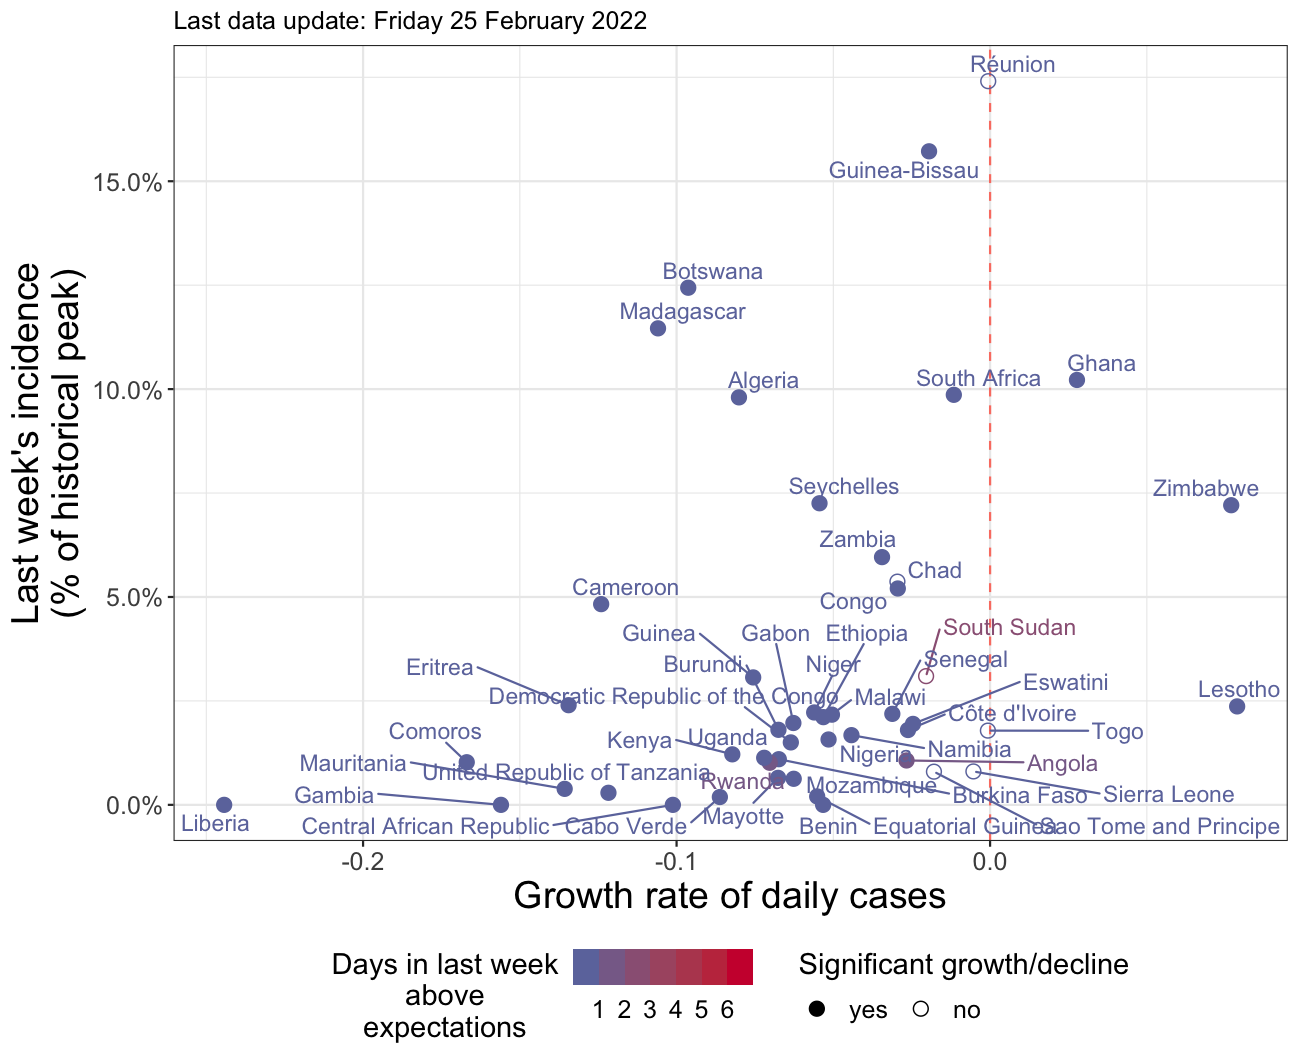 Last data update: Friday 25 February 2022
Last week's incidence
(% of historical peak)
15.0%
10.0%
5.0%
0.0%
Réunion
Guinea-Bissau
Botswana
Madagascar
Algeria
South Africa
Ghana
Seychelles
Zimbabwe
Zambia
Chad
Cameroon
Congo
Guinea
Gabon
Ethiopia
South Sudan
Eritrea
Burundi
Niger
Senegal
Eswatini
Lesotho
Democratic Republic of the Congo
Malawi
Côte d'Ivoire
Comoros
Kenya
Uganda
Togo
Nigeria
Namibia
Mauritania
United Republic of Tanzania
Angola
Rwanda
Mozambique
Gambia
Burkina Faso
Sierra Leone
Liberia
Central African Republic
Cabo Verde
Mayotte
Benin
Equatorial Guinea
Sao Tome and Principe
-0.2
-0.1
0.0
Growth rate of daily cases
Days in last week
above
expectations
1 2 3 4 5 6
Significant growth/decline
yes
no